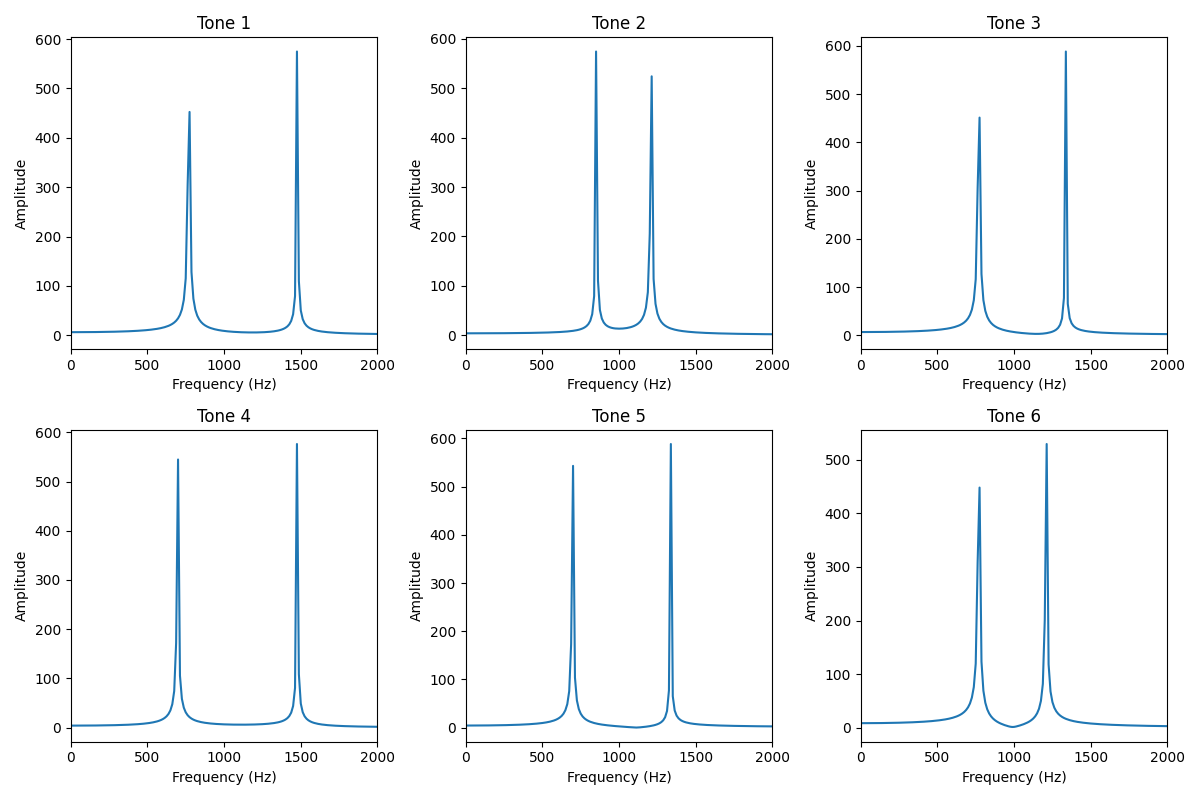 Tone 1 Tone 2 Tone 3
600 600 600
500 500 500
400 400 400
300 300 300
200 200 200
100 100 100
0 0 0
Amplitude Amplitude Amplitude
0 500 1000 1500 2000 0 500 1000 1500 2000 0 500 1000 1500 2000
Frequency (Hz) Frequency (Hz) Frequency (Hz)
Tone 4 Tone 5 Tone 6
600 600 500
500 500 400
400 400 300
300 300 200
200 200 100
100 100 0
0 0
Amplitude Amplitude Amplitude
0 500 1000 1500 2000 0 500 1000 1500 2000 0 500 1000 1500 2000
Frequency (Hz) Frequency (Hz) Frequency (Hz)